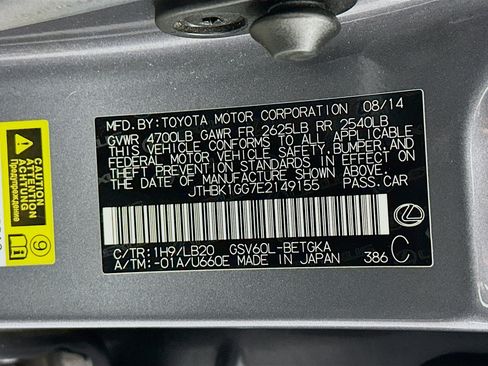 MFD.BY:TOYOTA MOTOR CORPORATION 08/14
GVWR 4700LB GAWR FR 2625LB RR 2540LB
THIS VEHICLE CONFORMS TO ALL APPLICABLE
FEDERAL MOTOR VEHICLE SAFETY,BUMPER,AND
THEFT PREVENTION STANDARDS IN EFFECT ON
THE DATE OF MANUFACTURE SHOWN ABOVE.
JTHBK1GG7E2149155 PASS.CAR
C/TR:1H9/LB20 GSV60L-BETGKA
A/TM:-01A/U660E MADE IN JAPAN 386 C
CAUTION
ACHTUNG
ATTENTION
9